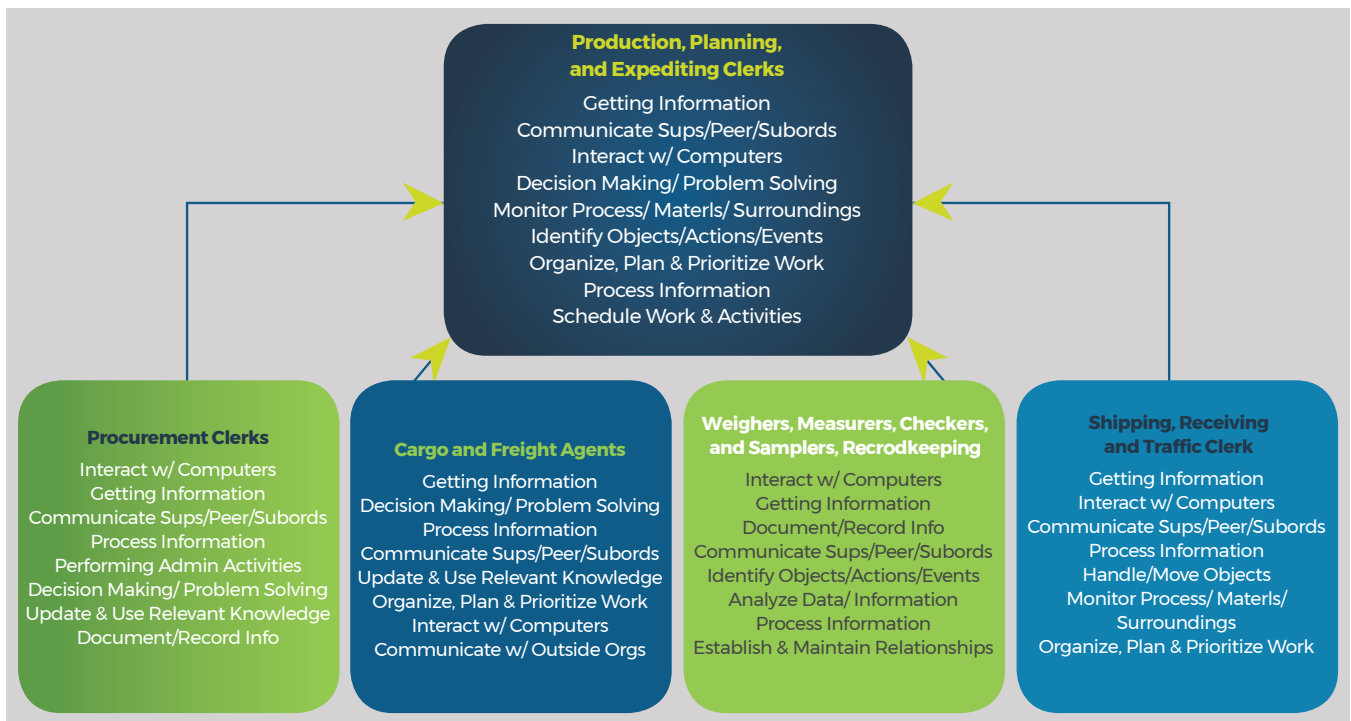 Production, Planning,
and Expediting Clerks
Getting Information
Communicate Sups/Peer/Subords
Interact w/ Computers
Decision Making/ Problem Solving
Monitor Process/ Materls/ Surroundings
Identify Objects/Actions/Events
Organize, Plan & Prioritize Work
Process Information
Schedule Work & Activities
Procurement Clerks
Interact w/ Computers
Getting Information
Communicate Sups/Peer/Subords
Process Information
Performing Admin Activities
Decision Making/ Problem Solving
Update & Use Relevant Knowledge
Document/Record Info
Cargo and Freight Agents
Getting Information
Decision Making/ Problem Solving
Process Information
Communicate Sups/Peer/Subords
Update & Use Relevant Knowledge
Organize, Plan & Prioritize Work
Interact w/ Computers
Communicate w/ Outside Orgs
Weighers, Measurers, Checkers,
and Samplers, Recrodkeeping
Interact w/ Computers
Getting Information
Document/Record Info
Communicate Sups/Peer/Subords
Identify Objects/Actions/Events
Analyze Data/ Information
Process Information
Establish & Maintain Relationships
Shipping, Receiving
and Traffic Clerk
Getting Information
Interact w/ Computers
Communicate Sups/Peer/Subords
Process Information
Handle/Move Objects
Monitor Process/ Materls/
Surroundings
Organize, Plan & Prioritize Work